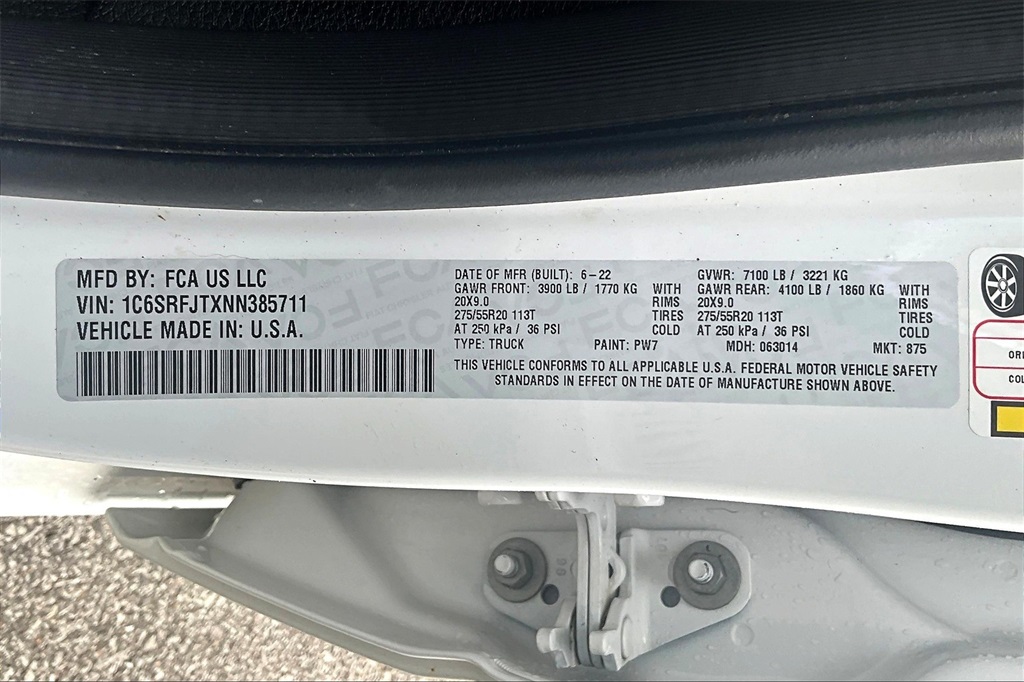 MFD BY: FCA US LLC
VIN: 1C6SRFJTXNN385711
VEHICLE MADE IN: U.S.A.
DATE OF MFR (BUILT): 6-22
GAWR FRONT: 3900 LB / 1770 KG WITH
20X9.0 RIMS
275/55R20 113T TIRES
AT 250 kPa / 36 PSI COLD
TYPE: TRUCK PAINT: PW7
GVWR: 7100 LB / 3221 KG
GAWR REAR: 4100 LB / 1860 KG WITH
20X9.0 RIMS
275/55R20 113T TIRES
AT 250 kPa / 36 PSI COLD
MDH: 063014 MKT: 875
THIS VEHICLE CONFORMS TO ALL APPLICABLE U.S.A. FEDERAL MOTOR VEHICLE SAFETY
STANDARDS IN EFFECT ON THE DATE OF MANUFACTURE SHOWN ABOVE.